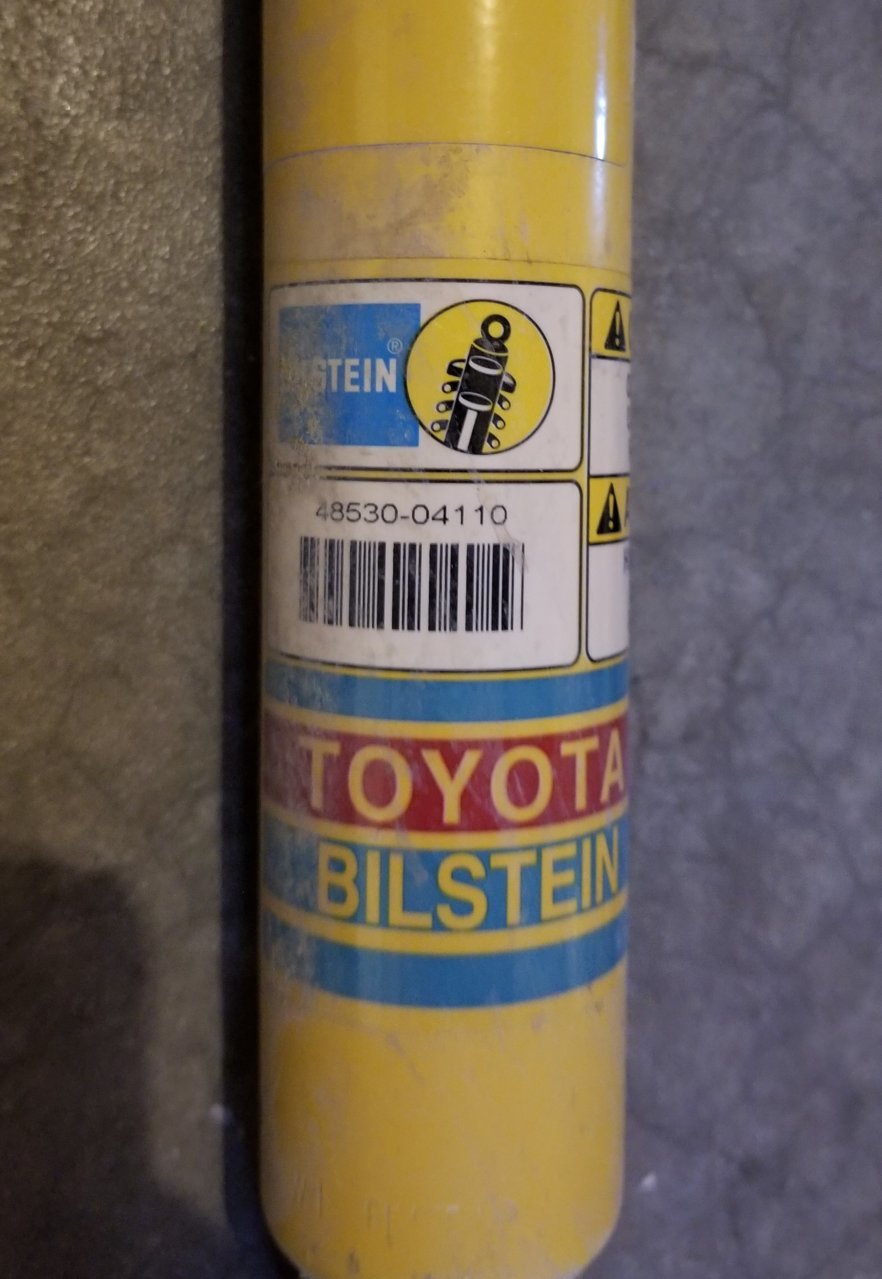 STEIN®
48530-04110
TOYOTA
BILSTEIN